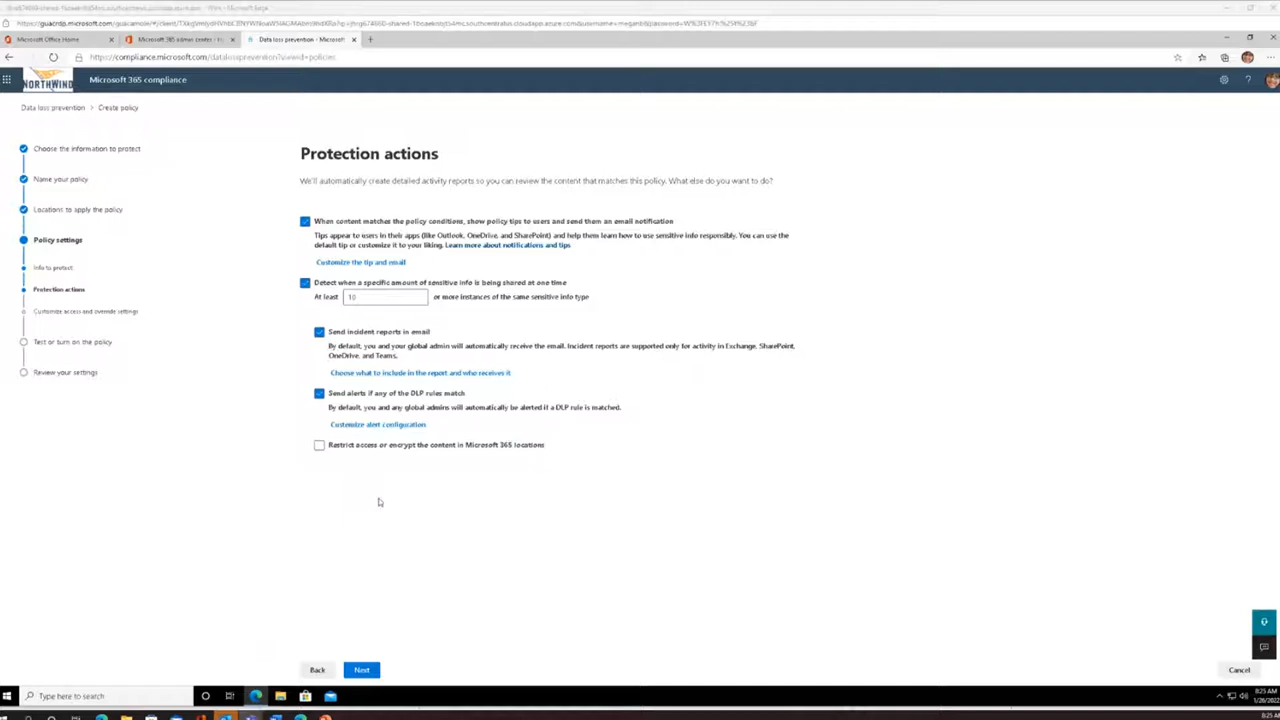 Microsoft Office Home
Microsoft 365 admin center
Data loss prevention - Microsoft
https://compliance.microsoft.com/datalossprevention?viewid=policies
NORTHWIND
Microsoft 365 compliance
Data loss prevention > Create policy
Choose the information to protect
Name your policy
Locations to apply the policy
Policy settings
Info to protect
Protection actions
Customize access and override settings
Test or turn on the policy
Review your settings
Protection actions
We'll automatically create detailed activity reports so you can review the content that matches this policy. What else do you want to do?
When content matches the policy conditions, show policy tips to users and send them an email notification
Tips appear to users in their apps (like Outlook, OneDrive, and SharePoint) and help them learn how to use sensitive info responsibly. You can use the
default tip or customize it to your liking. Learn more about notifications and tips
Customize the tip and email
Detect when a specific amount of sensitive info is being shared at one time
At least 10 or more instances of the same sensitive info type
Send incident reports in email
By default, you and your global admin will automatically receive the email. Incident reports are supported only for activity in Exchange, SharePoint,
OneDrive, and Teams.
Choose what to include in the report and who receives it
Send alerts if any of the DLP rules match
By default, you and any global admins will automatically be alerted if a DLP rule is matched.
Customize alert configuration
Restrict access or encrypt the content in Microsoft 365 locations
Back
Next
Cancel
Type here to search
8:25 AM
1/26/2022
8:25 AM